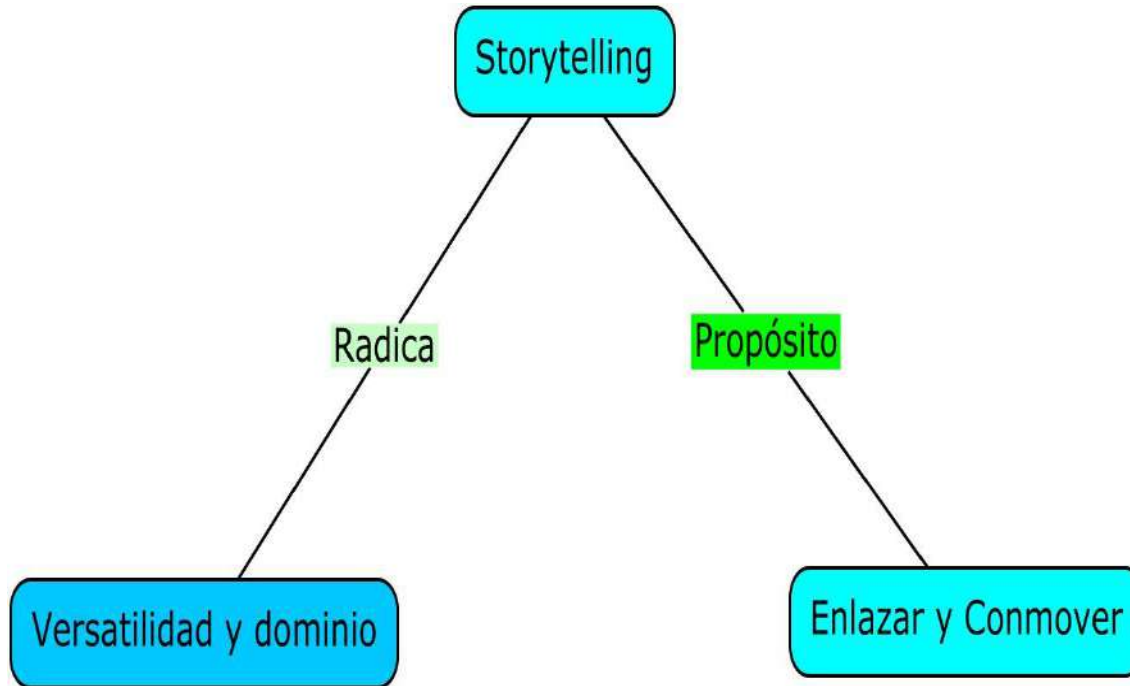 Storytelling
Radica
Propósito
Versatilidad y dominio
Enlazar y Conmover